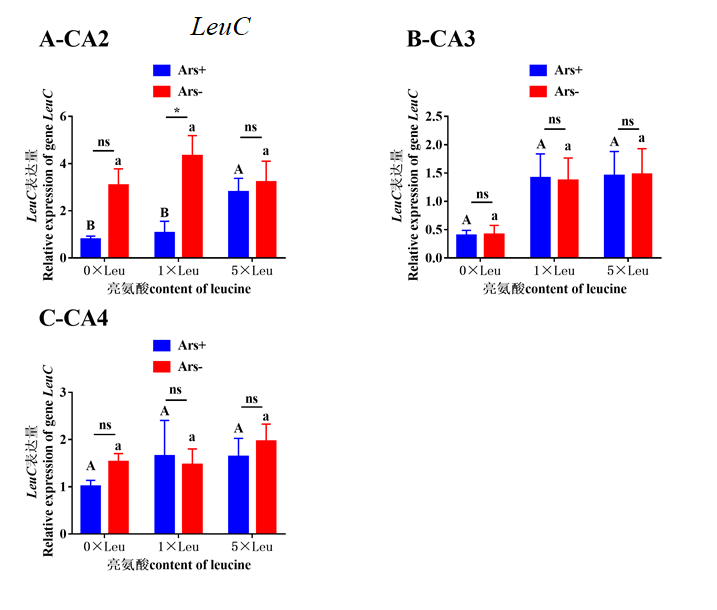 LeuC
A-CA2
Ars+
Ars-
LeuC表达量
Relative expression of gene LeuC
6
4
2
0
ns
*
ns
B
a
B
a
A
a
0×Leu
1×Leu
5×Leu
亮氨酸content of leucine
B-CA3
Ars+
Ars-
LeuC表达量
Relative expression of gene LeuC
2.5
2.0
1.5
1.0
0.5
0.0
ns
ns
ns
A
a
A
a
A
a
0×Leu
1×Leu
5×Leu
亮氨酸content of leucine
C-CA4
Ars+
Ars-
LeuC表达量
Relative expression of gene LeuC
3
2
1
0
ns
ns
ns
A
a
A
a
A
a
0×Leu
1×Leu
5×Leu
亮氨酸content of leucine